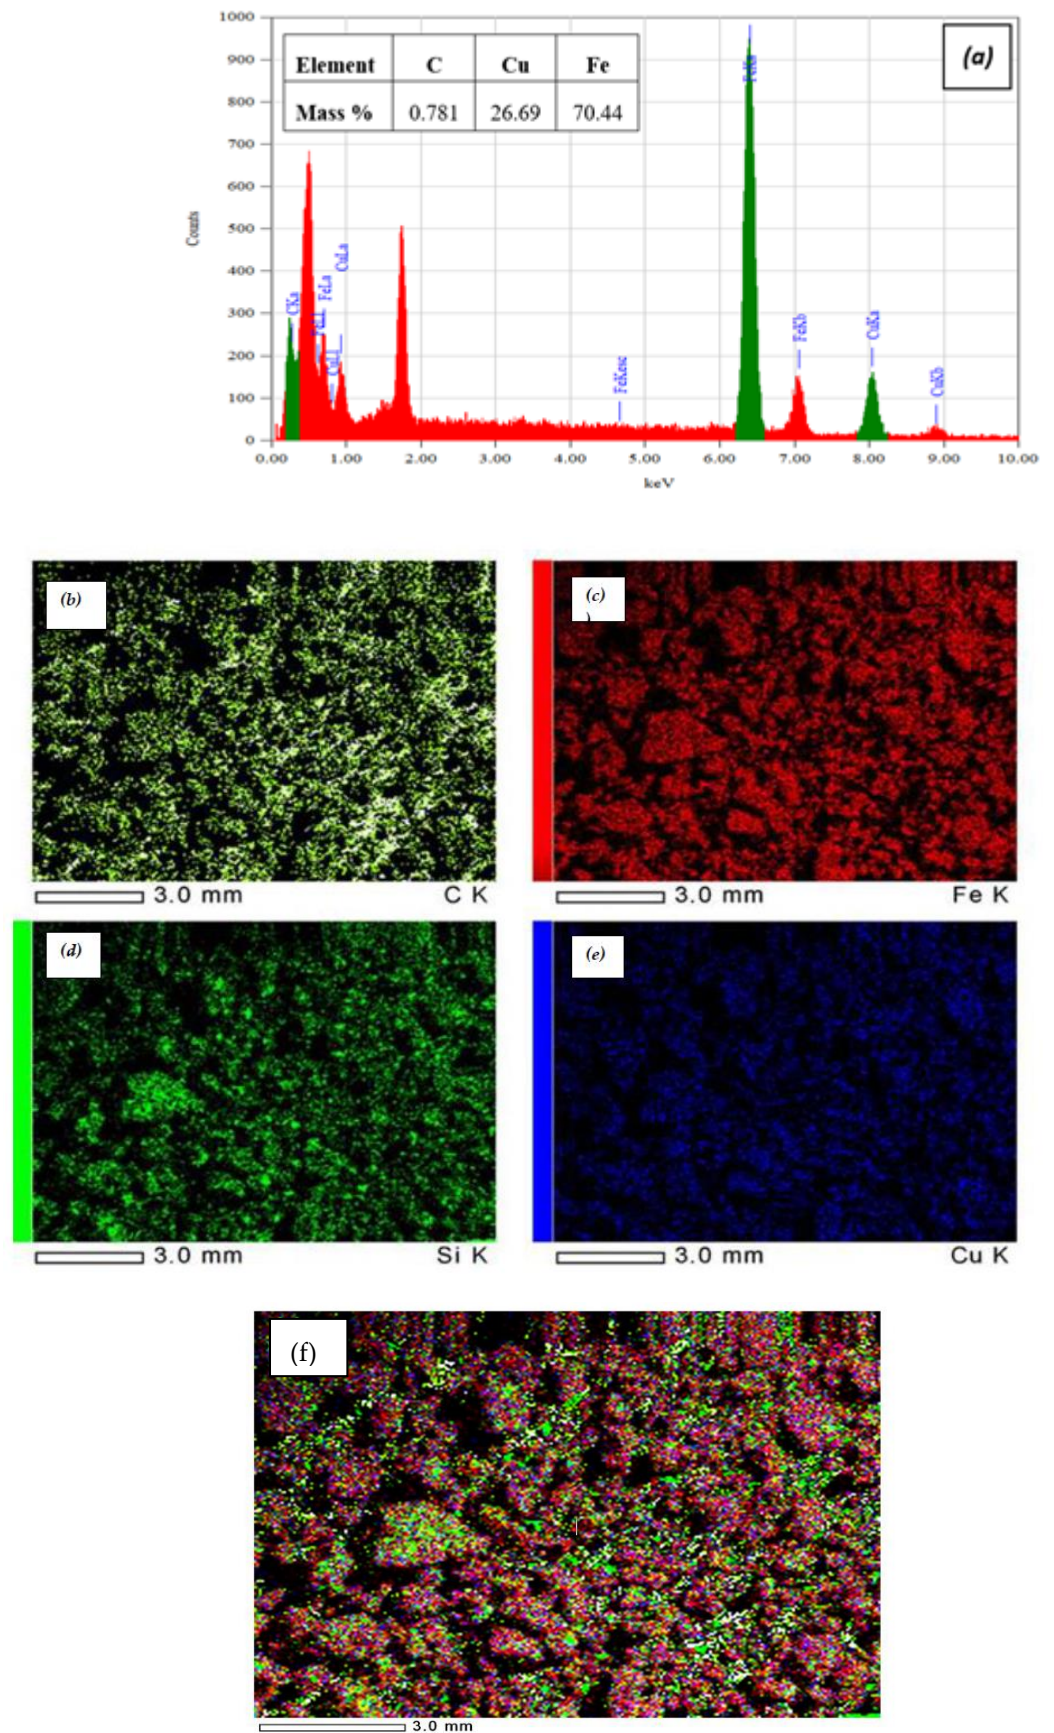 1000
(a)
900
800
700
600
500
400
300
200
100
0
Element C Cu Fe
Mass % 0.781 26.69 70.44
Counts
CKa
FeLl
FeLa
CuLl
CuLa
FeKesc
FeKa
FeKb
CuKa
CuKb
0.00 1.00 2.00 3.00 4.00 5.00 6.00 7.00 8.00 9.00 10.00
keV
(b)
3.0 mm C K
(c)
)
3.0 mm Fe K
(d)
3.0 mm Si K
(e)
3.0 mm Cu K
(f)
3.0 mm